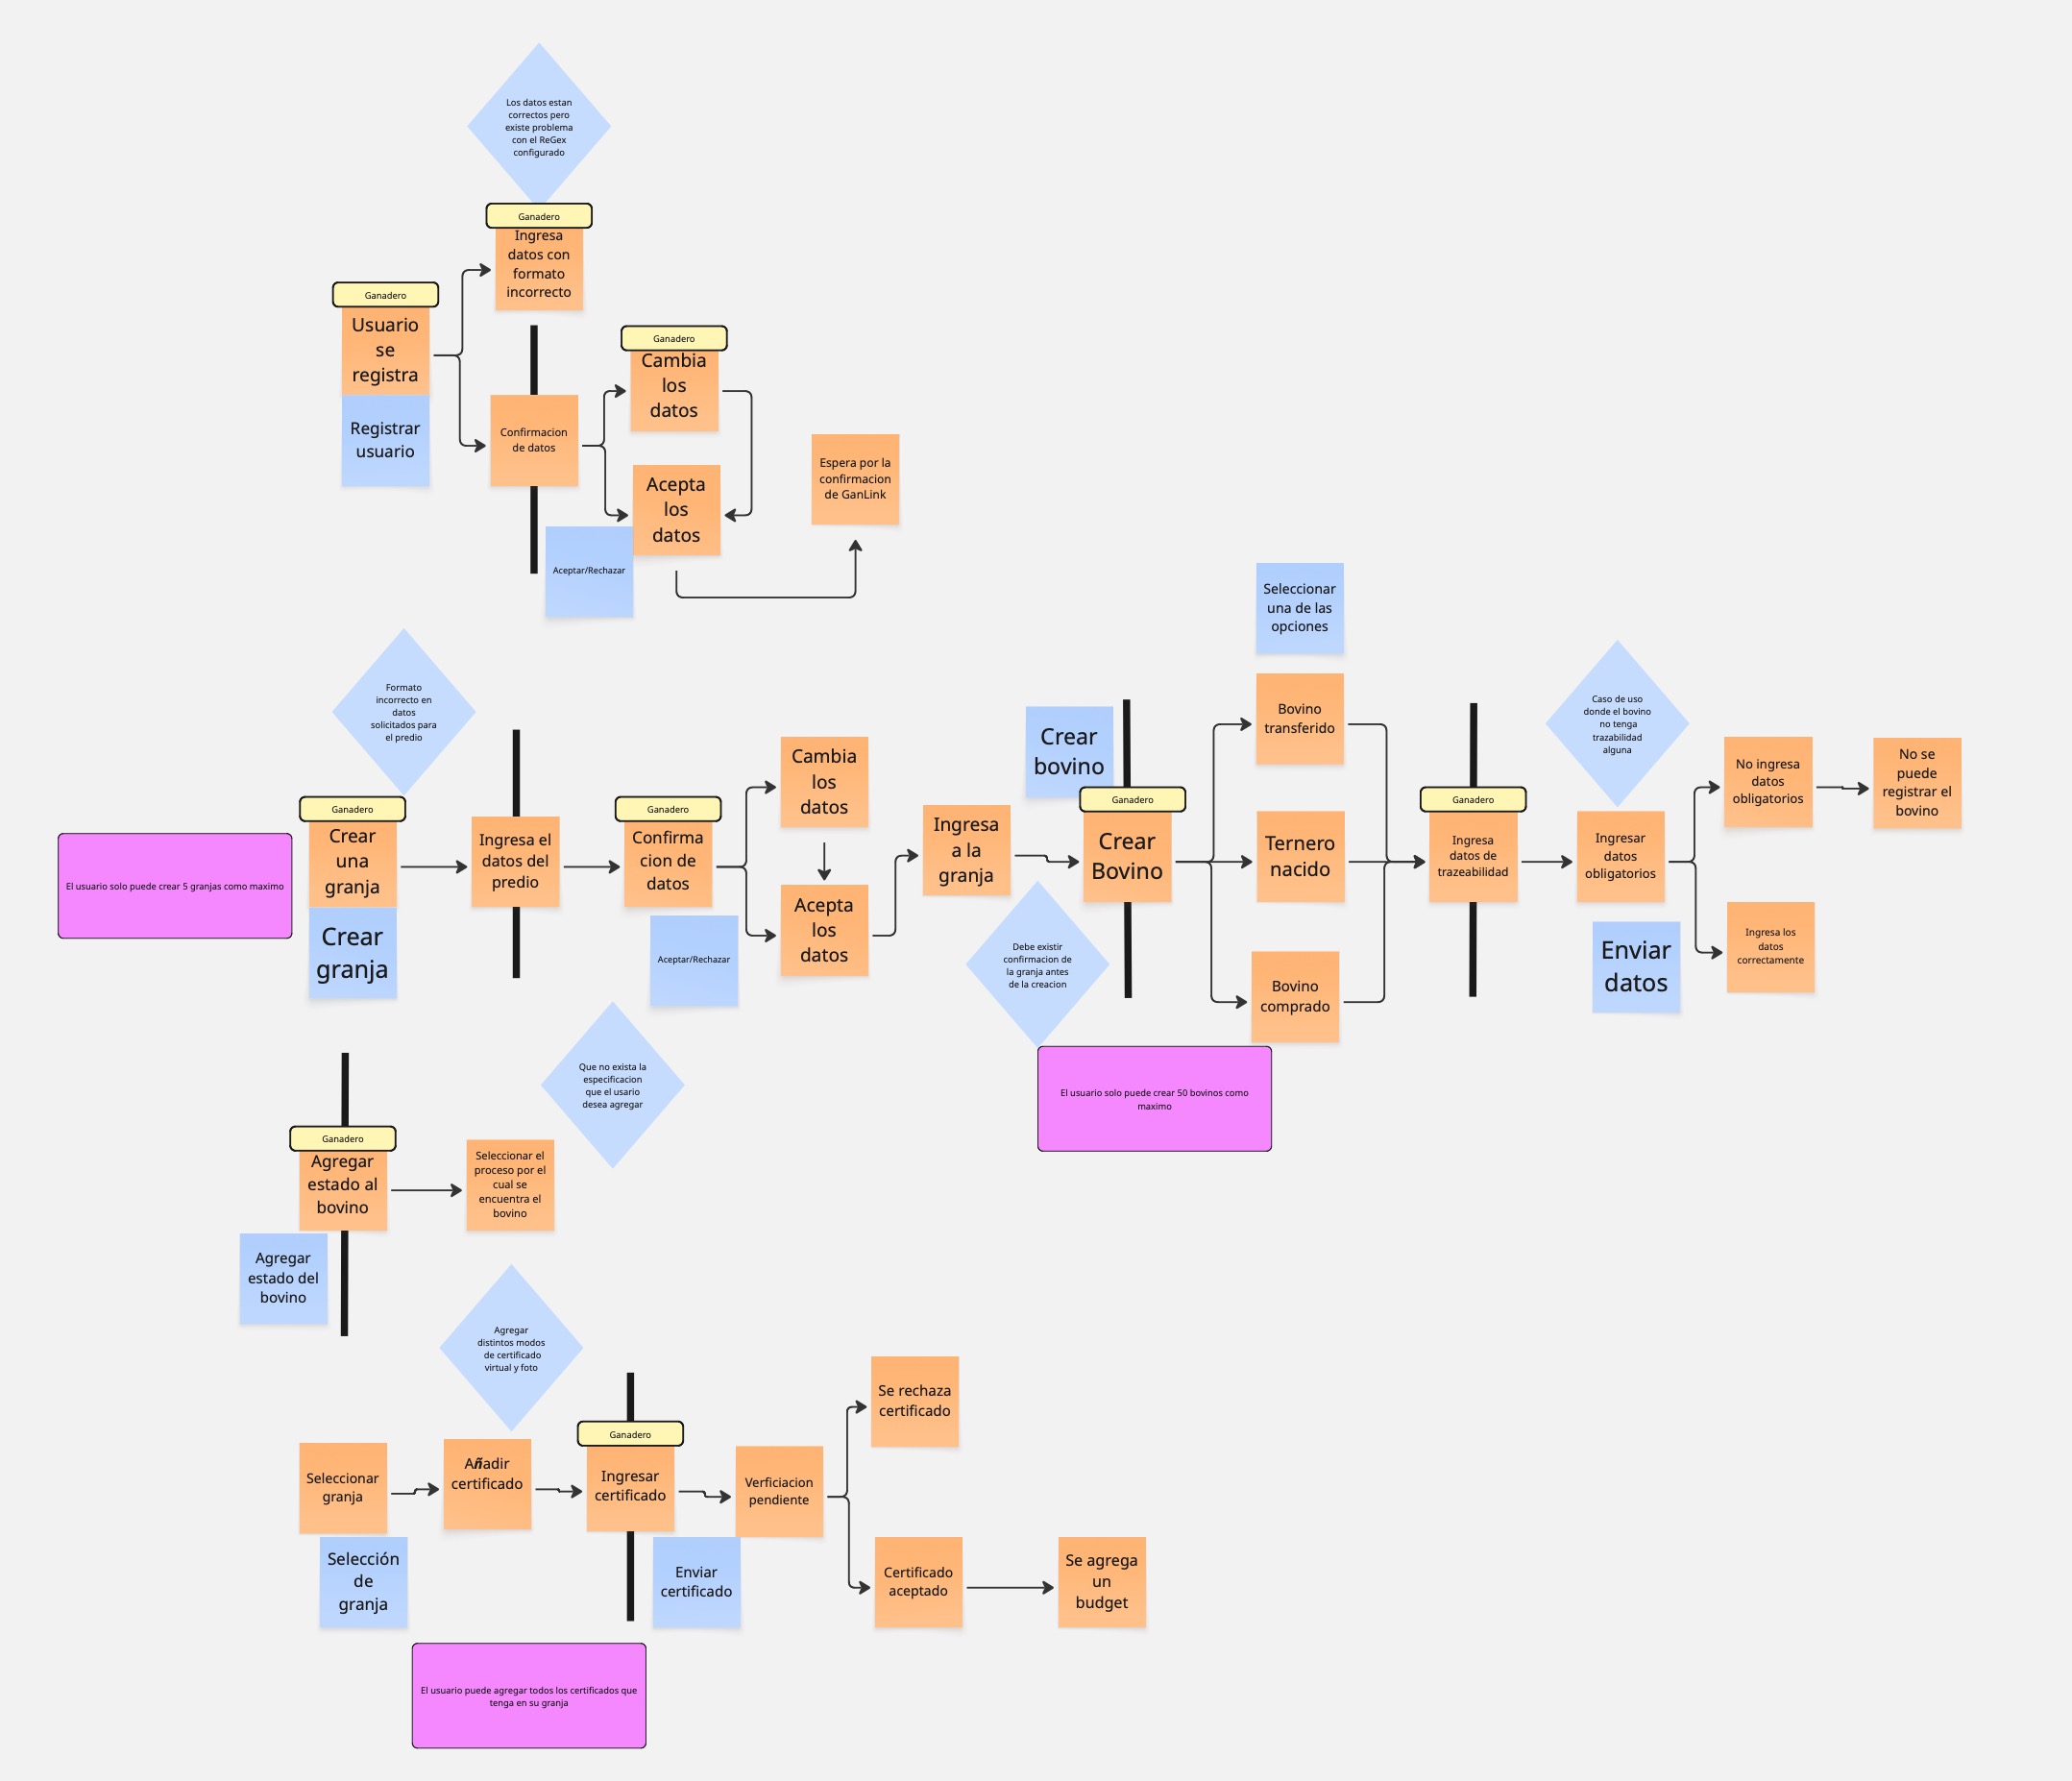 Los datos estan
correctos pero
existe problema
con el ReGex
configurado
Ganadero
Ingresa
datos con
formato
incorrecto
Ganadero
Usuario
se
registra
Registrar
usuario
Confirmacion
de datos
Ganadero
Cambia
los
datos
Acepta
los
datos
Aceptar/Rechazar
Espera por la
confirmacion
de GanLink
Formato
incorrecto en
datos
solicitados para
el predio
El usuario solo puede crear 5 granjas como maximo
Ganadero
Crear
una
granja
Crear
granja
Ingresa el
datos del
predio
Ganadero
Confirma
cion de
datos
Aceptar/Rechazar
Cambia
los
datos
Acepta
los
datos
Ingresa
a la
granja
Crear
bovino
Ganadero
Crear
Bovino
Debe existir
confirmacion de
la granja antes
de la creacion
El usuario solo puede crear 50 bovinos como
maximo
Seleccionar
una de las
opciones
Bovino
transferido
Ternero
nacido
Bovino
comprado
Ganadero
Ingresa
datos de
trazeabilidad
Caso de uso
donde el bovino
no tenga
trazabilidad
alguna
Ingresar
datos
obligatorios
Enviar
datos
No ingresa
datos
obligatorios
No se
puede
registrar el
bovino
Ingresa los
datos
correctamente
Que no exista la
especificacion
que el usario
desea agregar
Ganadero
Agregar
estado al
bovino
Agregar
estado del
bovino
Seleccionar el
proceso por el
cual se
encuentra el
bovino
Agregar
distintos modos
de certificado
virtual y foto
Seleccionar
granja
Selección
de
granja
Añadir
certificado
Ganadero
Ingresar
certificado
Enviar
certificado
Verficiacion
pendiente
Se rechaza
certificado
Certificado
aceptado
Se agrega
un
budget
El usuario puede agregar todos los certificados que
tenga en su granja